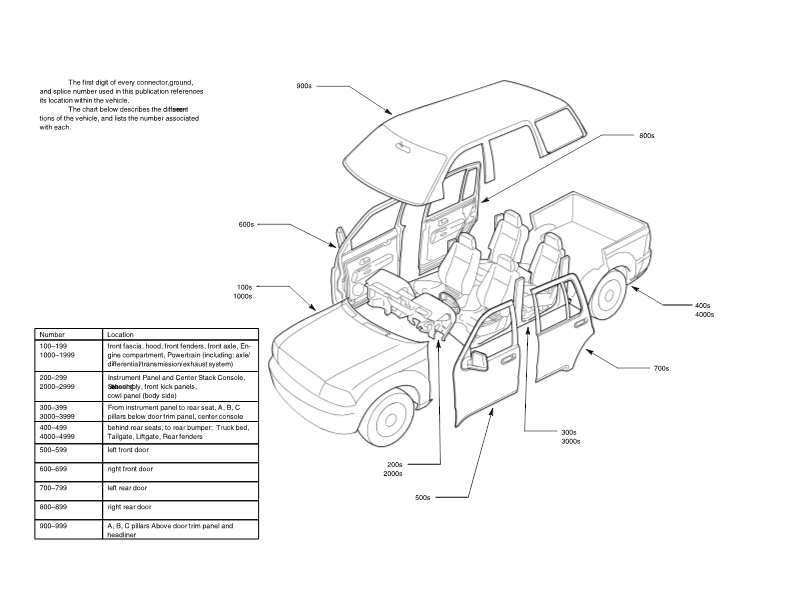 The first digit of every connector,ground,
and splice number used in this publication references
its location within the vehicle.
The chart below describes the different
tions of the vehicle, and lists the number associated
with each.
900s
800s
600s
100s
1000s
400s
4000s
700s
300s
3000s
200s
2000s
500s
Number Location
100–199 front fascia, hood, front fenders, front axle, En-
1000–1999 gine compartment, Powertrain (including: axle/
differential/transmission/exhaust system)
200–299 Instrument Panel and Center Stack Console,
2000–2999 front kick panels,
cowl panel (body side)
300–399 From instrument panel to rear seat, A, B, C
3000–3999 pillars below door trim panel, center console
400–499 behind rear seats, to rear bumper; Truck bed,
4000–4999 Tailgate, Liftgate, Rear fenders
500–599 left front door
600–699 right front door
700–799 left rear door
800–899 right rear door
900–999 A, B, C pillars Above door trim panel and
headliner